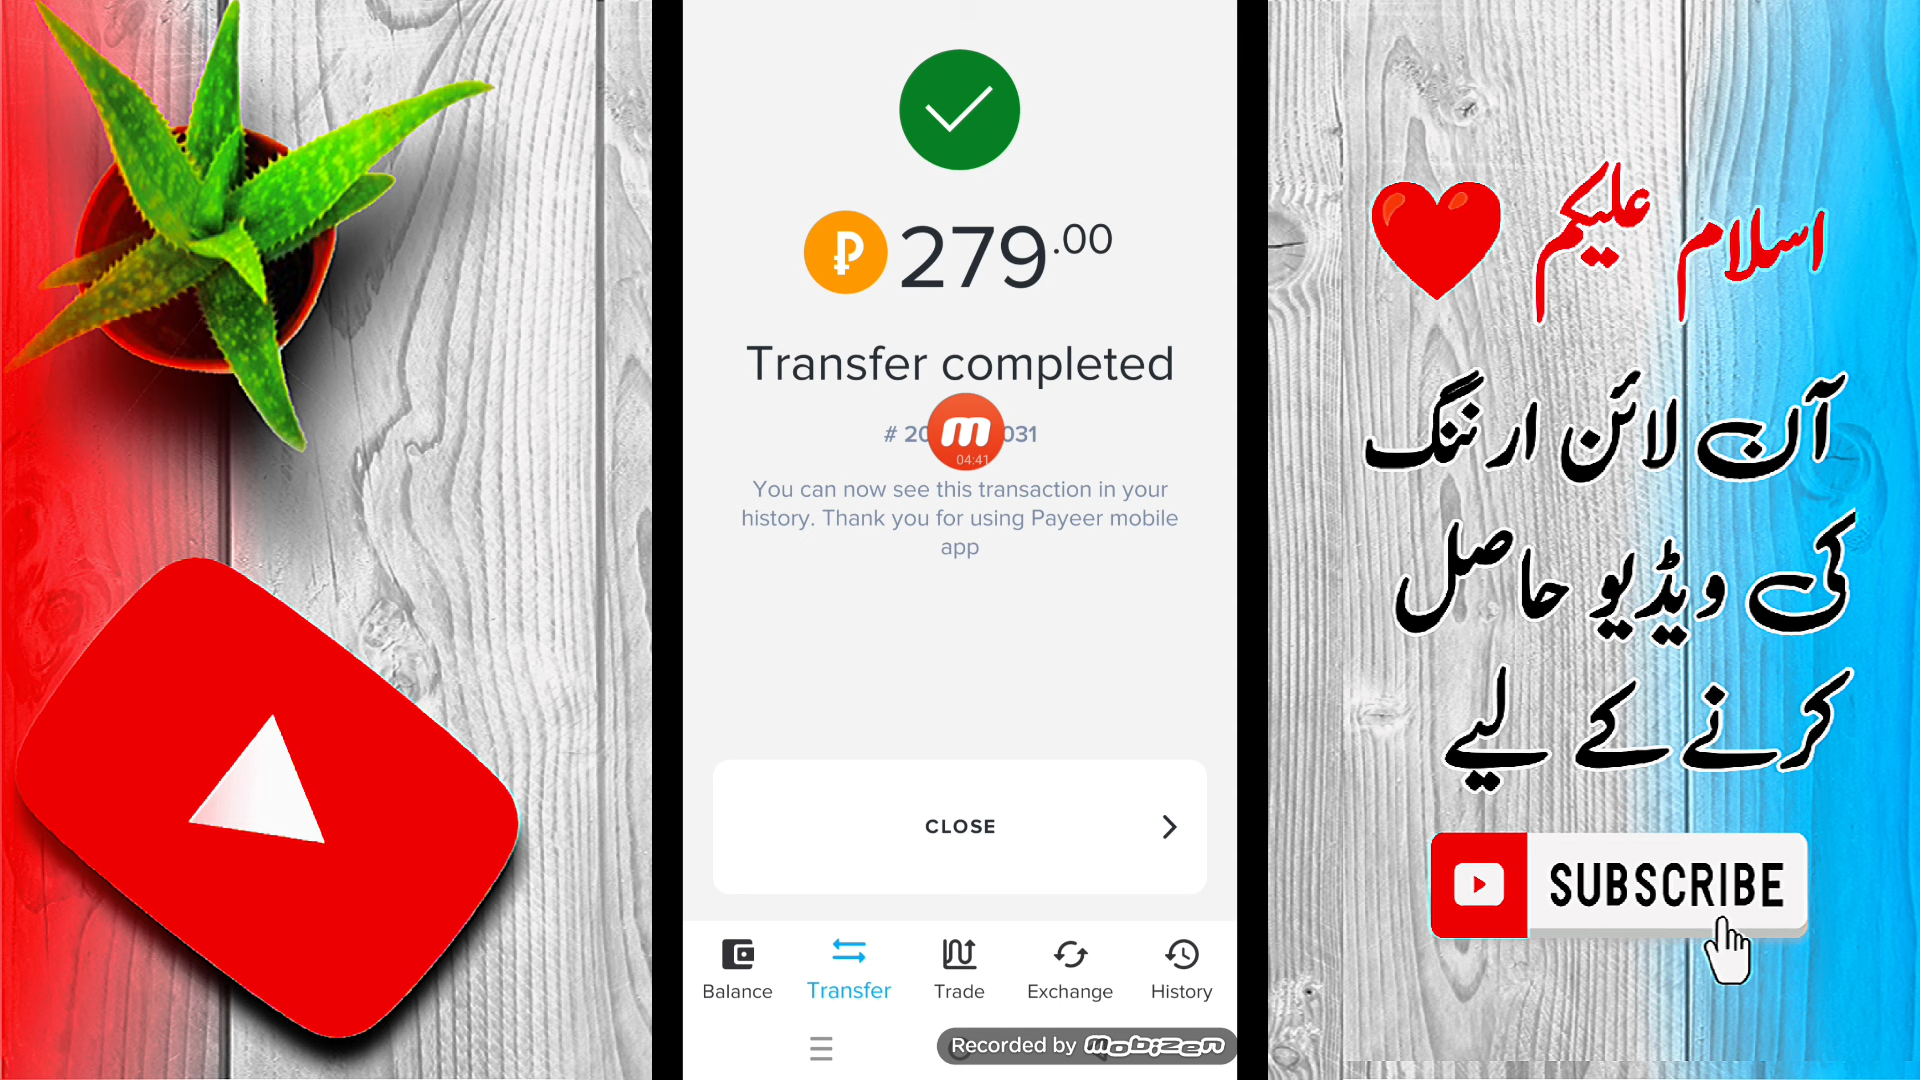 279.00
Transfer completed
# 20 031
04:41
You can now see this transaction in your
history. Thank you for using Payeer mobile
app
CLOSE
Balance
Transfer
Trade
Exchange
History
Recorded by mobizen
اسلام علیکم
آن لائن ارننگ
کی ویڈیو حاصل
کرنے کے لیے
SUBSCRIBE